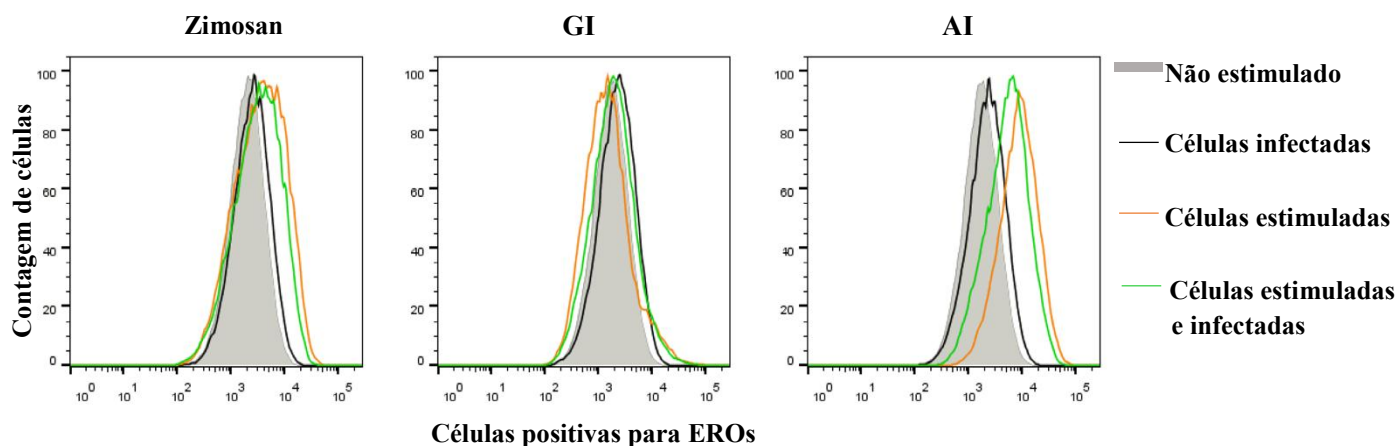 Zimosan
GI
AI
Contagem de células
100
80
60
40
20
0
10^0 10^1 10^2 10^3 10^4 10^5
100
80
60
40
20
0
10^0 10^1 10^2 10^3 10^4 10^5
100
80
60
40
20
0
10^0 10^1 10^2 10^3 10^4 10^5
Células positivas para EROs
Não estimulado
Células infectadas
Células estimuladas
Células estimuladas
e infectadas